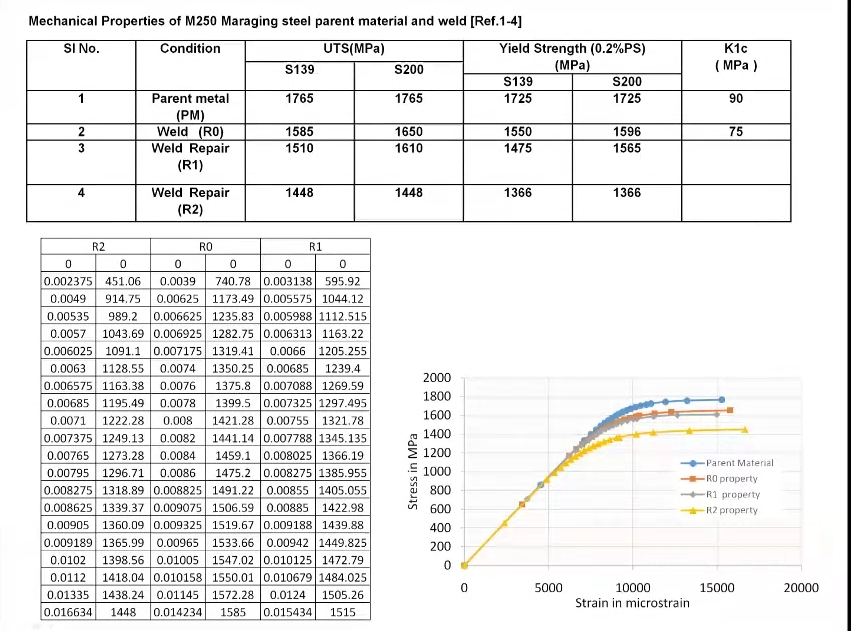 Mechanical Properties of M250 Maraging steel parent material and weld [Ref.1-4]
SI No. Condition UTS(MPa) Yield Strength (0.2%PS) K1c
(MPa) ( MPa )
S139 S200 S139 S200
1 Parent metal 1765 1765 1725 1725 90
(PM)
2 Weld (R0) 1585 1650 1550 1596 75
3 Weld Repair 1510 1610 1475 1565
(R1)
4 Weld Repair 1448 1448 1366 1366
(R2)
R2 R0 R1
0 0 0 0 0 0
0.002375 451.06 0.0039 740.78 0.003138 595.92
0.0049 914.75 0.00625 1173.49 0.005575 1044.12
0.00535 989.2 0.006625 1235.83 0.005988 1112.515
0.0057 1043.69 0.006925 1282.75 0.006313 1163.22
0.006025 1091.1 0.007175 1319.41 0.0066 1205.255
0.0063 1128.55 0.0074 1350.25 0.00685 1239.4
0.006575 1163.38 0.0076 1375.8 0.007088 1269.59
0.00685 1195.49 0.0078 1399.5 0.007325 1297.495
0.0071 1222.28 0.008 1421.28 0.00755 1321.78
0.007375 1249.13 0.0082 1441.14 0.007788 1345.135
0.00765 1273.28 0.0084 1459.1 0.008025 1366.19
0.00795 1296.71 0.0086 1475.2 0.008275 1385.955
0.008275 1318.89 0.008825 1491.22 0.00855 1405.055
0.008625 1339.37 0.009075 1506.59 0.00885 1422.98
0.00905 1360.09 0.009325 1519.67 0.009188 1439.88
0.009189 1365.99 0.00965 1533.66 0.00942 1449.825
0.0102 1398.56 0.01005 1547.02 0.010125 1472.79
0.0112 1418.04 0.010158 1550.01 0.010679 1484.025
0.01335 1438.24 0.01145 1572.28 0.0124 1505.26
0.016634 1448 0.014234 1585 0.015434 1515
Stress in MPa
2000
1800
1600
1400
1200
1000
800
600
400
200
0
Parent Material
R0 property
R1 property
R2 property
0 5000 10000 15000 20000
Strain in microstrain